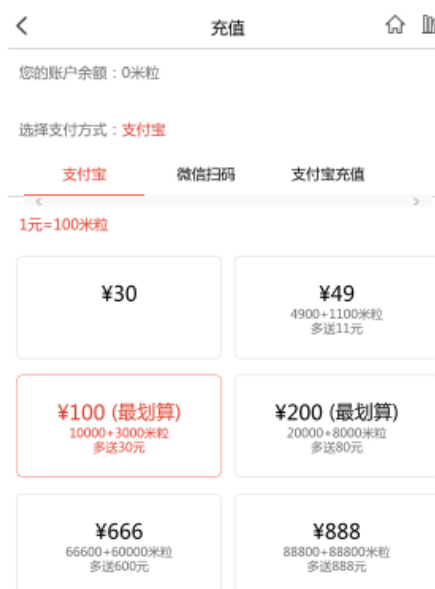 充值
您的账户余额：0米粒
选择支付方式：支付宝
支付宝 微信扫码 支付宝充值
1元=100米粒
¥30
¥49
4900+1100米粒
多送11元
¥100 (最划算)
10000+3000米粒
多送30元
¥200 (最划算)
20000+8000米粒
多送80元
¥666
66600+60000米粒
多送600元
¥888
88800+88800米粒
多送888元